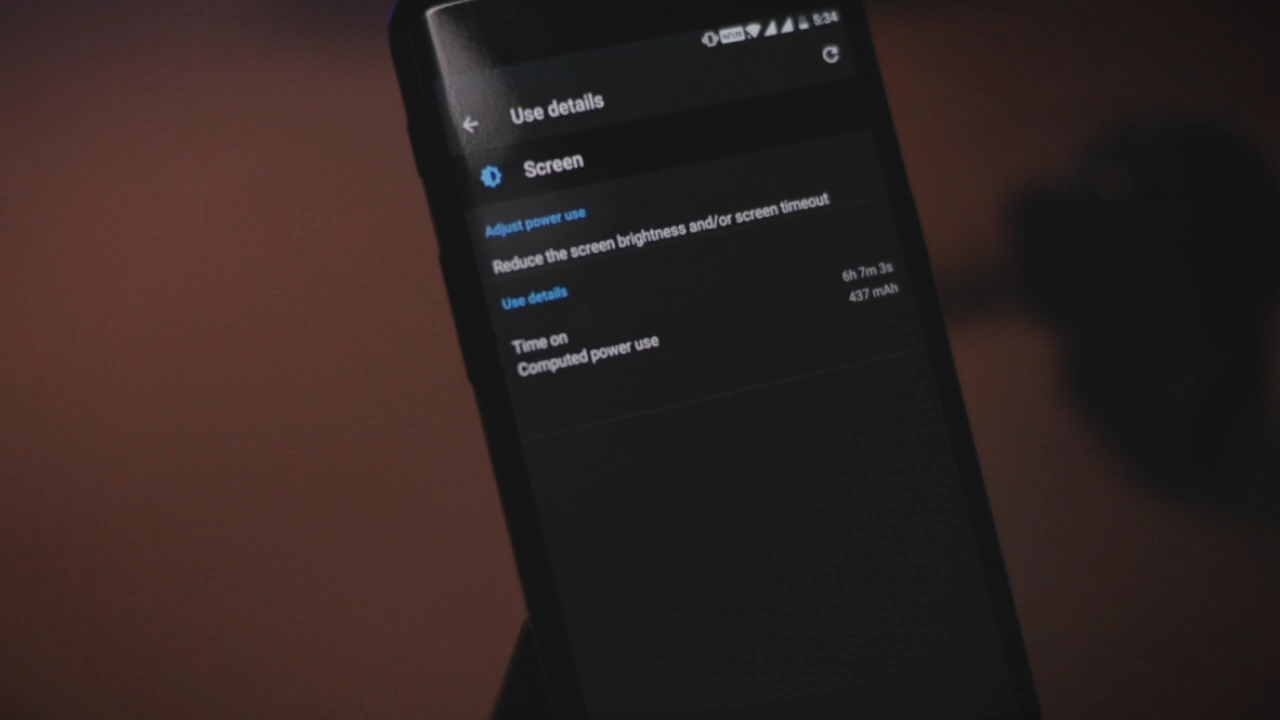 5:34
Use details
Screen
Adjust power use
Reduce the screen brightness and/or screen timeout
Use details
Time on 6h 7m 3s
Computed power use 437 mAh